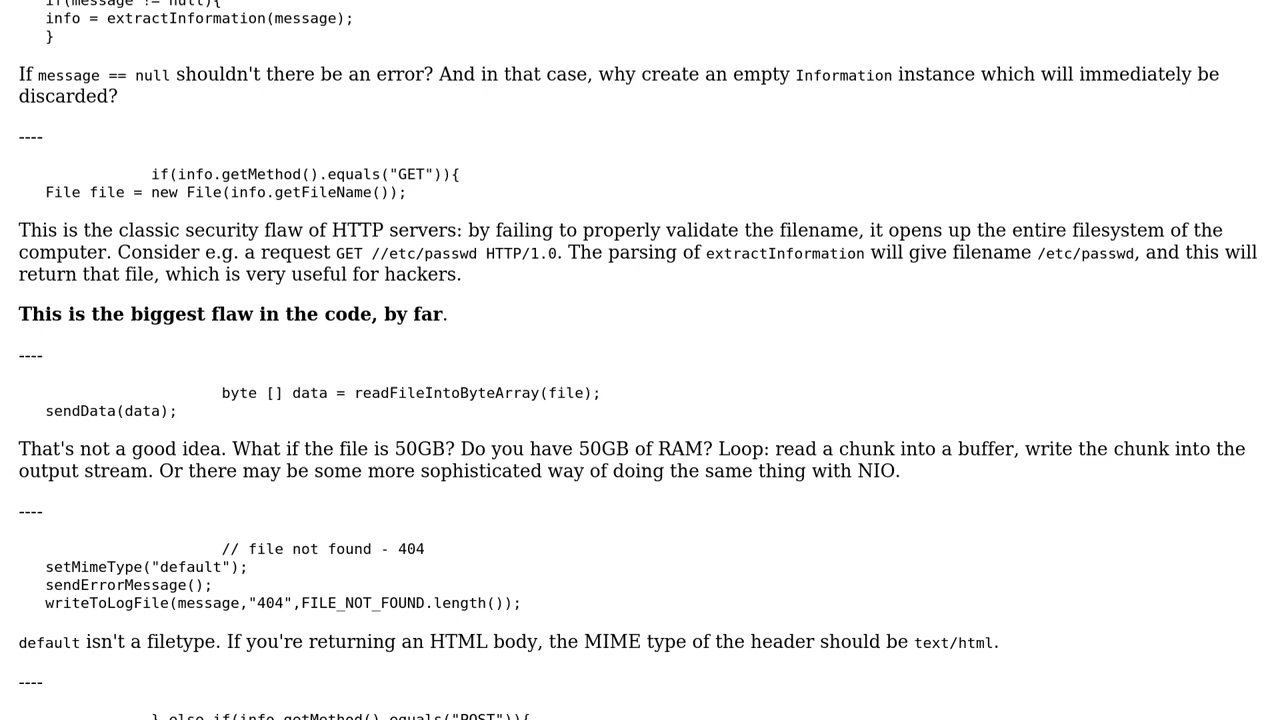 if(message != null){
info = extractInformation(message);
}
If message == null shouldn't there be an error? And in that case, why create an empty Information instance which will immediately be
discarded?
----
if(info.getMethod().equals("GET")){
File file = new File(info.getFileName());
This is the classic security flaw of HTTP servers: by failing to properly validate the filename, it opens up the entire filesystem of the
computer. Consider e.g. a request GET //etc/passwd HTTP/1.0. The parsing of extractInformation will give filename /etc/passwd, and this will
return that file, which is very useful for hackers.
This is the biggest flaw in the code, by far.
----
byte [] data = readFileIntoByteArray(file);
sendData(data);
That's not a good idea. What if the file is 50GB? Do you have 50GB of RAM? Loop: read a chunk into a buffer, write the chunk into the
output stream. Or there may be some more sophisticated way of doing the same thing with NIO.
----
// file not found - 404
setMimeType("default");
sendErrorMessage();
writeToLogFile(message,"404",FILE_NOT_FOUND.length());
default isn't a filetype. If you're returning an HTML body, the MIME type of the header should be text/html.
----
} else if(info.getMethod().equals("POST")){